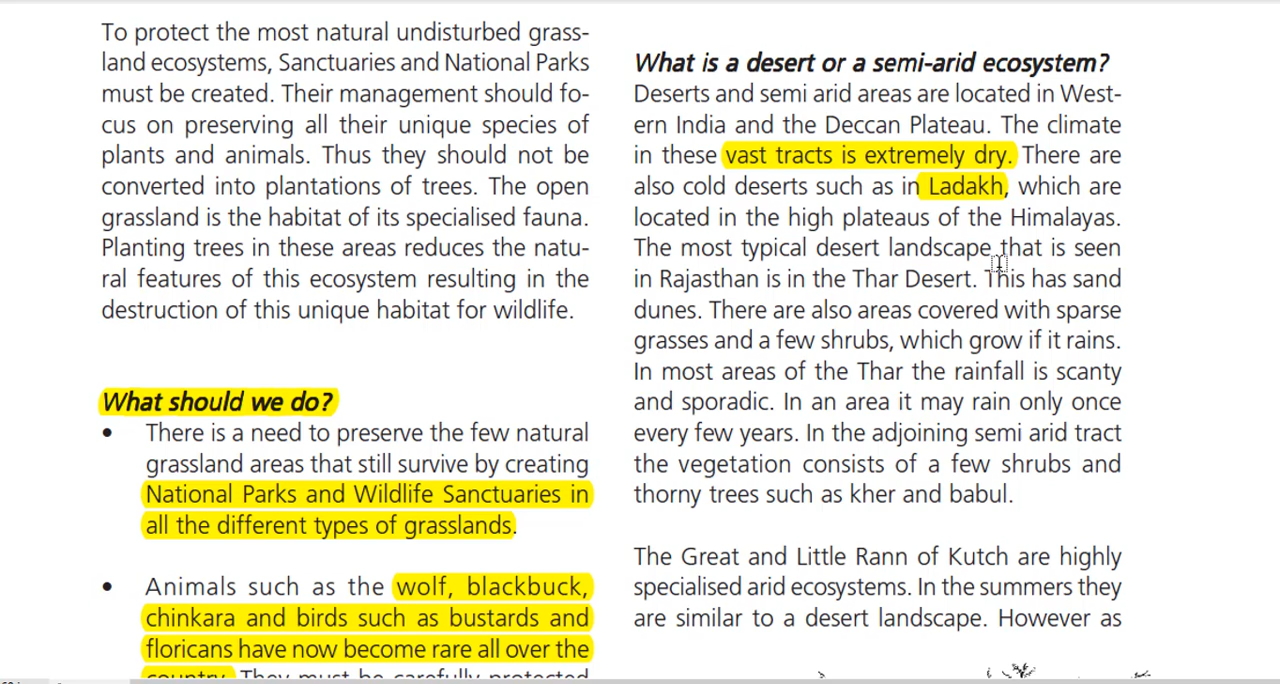 To protect the most natural undisturbed grass-
land ecosystems, Sanctuaries and National Parks
must be created. Their management should fo-
cus on preserving all their unique species of
plants and animals. Thus they should not be
converted into plantations of trees. The open
grassland is the habitat of its specialised fauna.
Planting trees in these areas reduces the natu-
ral features of this ecosystem resulting in the
destruction of this unique habitat for wildlife.
What should we do?
• There is a need to preserve the few natural
grassland areas that still survive by creating
National Parks and Wildlife Sanctuaries in
all the different types of grasslands.
• Animals such as the wolf, blackbuck,
chinkara and birds such as bustards and
floricans have now become rare all over the
country. They must be carefully protected
What is a desert or a semi-arid ecosystem?
Deserts and semi arid areas are located in West-
ern India and the Deccan Plateau. The climate
in these vast tracts is extremely dry. There are
also cold deserts such as in Ladakh, which are
located in the high plateaus of the Himalayas.
The most typical desert landscape that is seen
in Rajasthan is in the Thar Desert. This has sand
dunes. There are also areas covered with sparse
grasses and a few shrubs, which grow if it rains.
In most areas of the Thar the rainfall is scanty
and sporadic. In an area it may rain only once
every few years. In the adjoining semi arid tract
the vegetation consists of a few shrubs and
thorny trees such as kher and babul.
The Great and Little Rann of Kutch are highly
specialised arid ecosystems. In the summers they
are similar to a desert landscape. However as